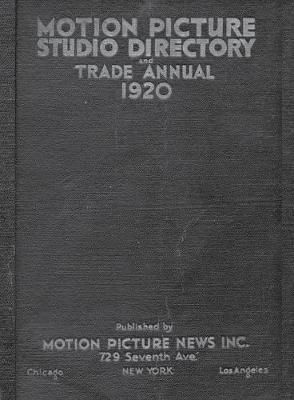 MOTION PICTURE
STUDIO DIRECTORY
and
TRADE ANNUAL
1920
Published by
MOTION PICTURE NEWS INC.
729 Seventh Ave.
Chicago NEW YORK Los Angeles